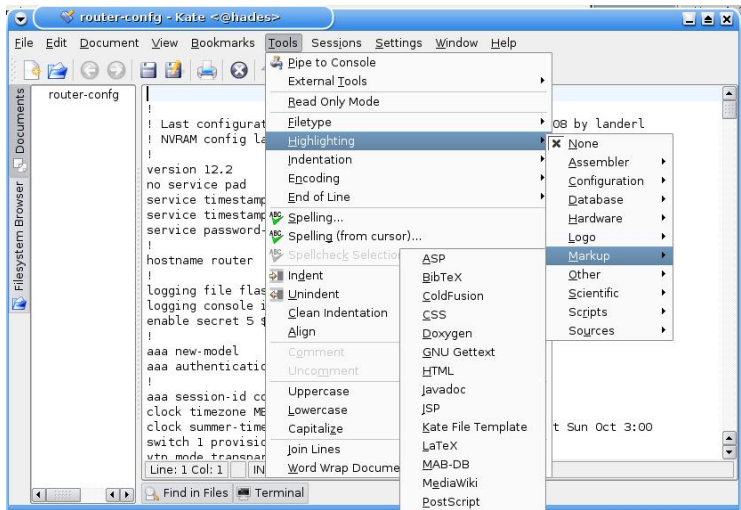 router-confg - Kate <@hades>
File Edit Document View Bookmarks Tools Sessions Settings Window Help
Documents
Filesystem Browser
router-confg
!
! Last configurat
08 by landerl
! NVRAM config la
!
version 12.2
no service pad
service timestamp
service timestamp
service password-
!
hostname router
!
logging file flas
logging console i
enable secret 5 $
!
aaa new-model
aaa authenticatio
!
aaa session-id co
clock timezone ME
clock summer-time
t Sun Oct 3:00
switch 1 provisio
vtp mode transpar
Line: 1 Col: 1
IN
Find in Files
Terminal
Pipe to Console
External Tools
Read Only Mode
Filetype
Highlighting
Indentation
Encoding
End of Line
Spelling...
Spelling (from cursor)...
Spellcheck Selection
Indent
Unindent
Clean Indentation
Align
Comment
Uncomment
Uppercase
Lowercase
Capitalize
Join Lines
Word Wrap Docume
None
Assembler
Configuration
Database
Hardware
Logo
Markup
Other
Scientific
Scripts
Sources
ASP
BibTeX
ColdFusion
CSS
Doxygen
GNU Gettext
HTML
Javadoc
JSP
Kate File Template
LaTeX
MAB-DB
MediaWiki
PostScript